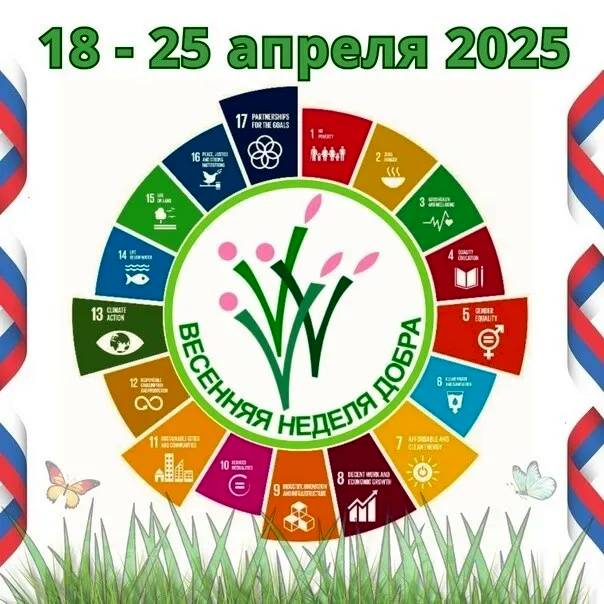 18 - 25 апреля 2025
17 PARTNERSHIPS
FOR THE GOALS
1 NO
POVERTY
2 ZERO
HUNGER
3 GOOD HEALTH
AND WELL-BEING
4 QUALITY
EDUCATION
5 GENDER
EQUALITY
6 CLEAN WATER
AND SANITATION
7 AFFORDABLE AND
CLEAN ENERGY
8 DECENT WORK AND
ECONOMIC GROWTH
9 INDUSTRY, INNOVATION
AND INFRASTRUCTURE
10 REDUCED
INEQUALITIES
11 SUSTAINABLE CITIES
AND COMMUNITIES
12 RESPONSIBLE
CONSUMPTION
AND PRODUCTION
13 CLIMATE
ACTION
14 LIFE
BELOW WATER
15 LIFE
ON LAND
16 PEACE, JUSTICE
AND STRONG
INSTITUTIONS
ВЕСЕННЯЯ НЕДЕЛЯ ДОБРА